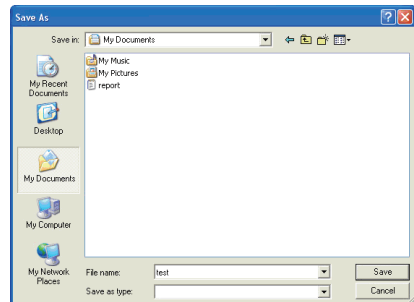 Save As
Save in: My Documents
My Music
My Pictures
report
My Recent
Documents
Desktop
My Documents
My Computer
My Network
Places
File name: test Save
Save as type: Cancel